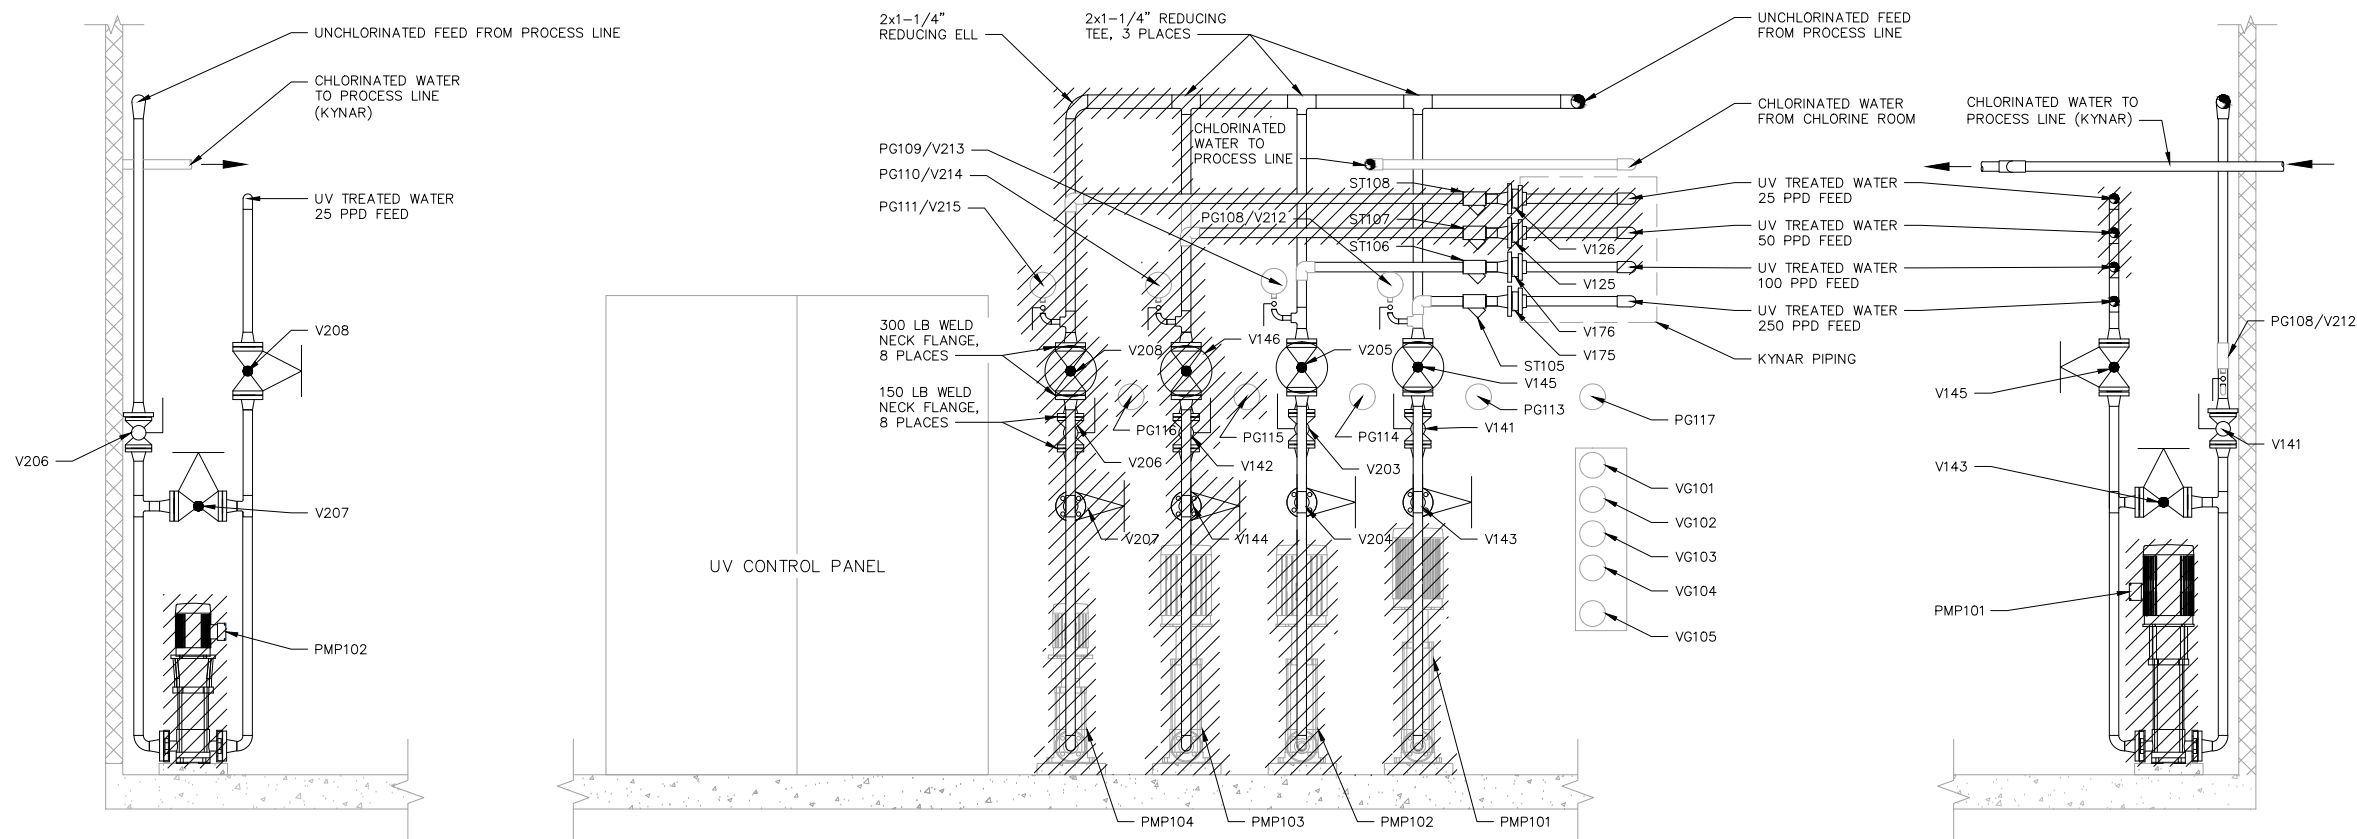 UNCHLORINATED FEED FROM PROCESS LINE
CHLORINATED WATER
TO PROCESS LINE
(KYNAR)
UV TREATED WATER
25 PPD FEED
V208
V206
V207
PMP102
2x1-1/4"
REDUCING ELL
2x1-1/4" REDUCING
TEE, 3 PLACES
UNCHLORINATED FEED
FROM PROCESS LINE
CHLORINATED WATER
FROM CHLORINE ROOM
CHLORINATED
WATER TO
PROCESS LINE
PG109/V213
PG110/V214
PG111/V215
PG108/V212
ST108
ST107
ST106
UV TREATED WATER
25 PPD FEED
UV TREATED WATER
50 PPD FEED
UV TREATED WATER
100 PPD FEED
UV TREATED WATER
250 PPD FEED
KYNAR PIPING
V126
V125
V176
V175
ST105
300 LB WELD
NECK FLANGE,
8 PLACES
150 LB WELD
NECK FLANGE,
8 PLACES
V208
V146
V205
V145
PG116
PG115
PG114
PG113
PG117
V206
V142
V203
V141
V207
V144
V204
V143
VG101
VG102
VG103
VG104
VG105
UV CONTROL PANEL
PMP104
PMP103
PMP102
PMP101
CHLORINATED WATER TO
PROCESS LINE (KYNAR)
PG108/V212
V145
V141
V143
PMP101